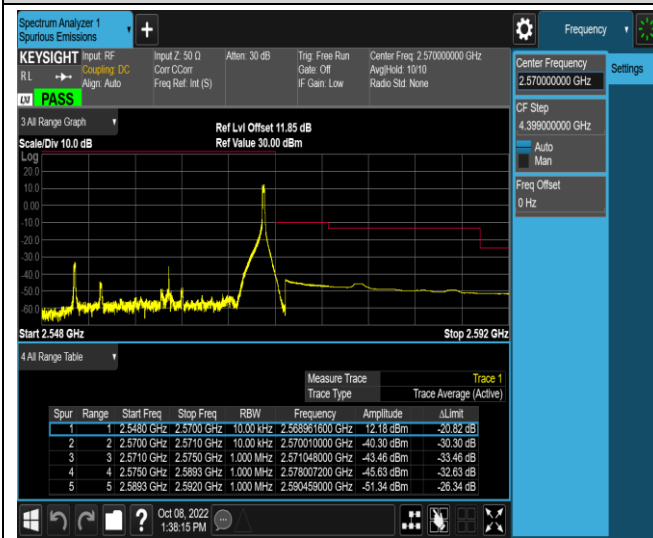 Spectrum Analyzer 1
Spurious Emissions
+
Frequency
KEYSIGHT
RL
Input: RF
Coupling: DC
Align: Auto
Input Z: 50 Ω
Corr CCorr
Freq Ref: Int (S)
Atten: 30 dB
Trig: Free Run
Gate: Off
IF Gain: Low
Center Freq: 2.570000000 GHz
Avg|Hold: 10/10
Radio Std: None
LXI PASS
Center Frequency
2.570000000 GHz
Settings
CF Step
4.399000000 GHz
Auto
Man
Freq Offset
0 Hz
3 All Range Graph
Scale/Div 10.0 dB
Ref Lvl Offset 11.85 dB
Ref Value 30.00 dBm
Log
20.0
10.0
0.00
-10.0
-20.0
-30.0
-40.0
-50.0
-60.0
Start 2.548 GHz
Stop 2.592 GHz
4 All Range Table
Measure Trace Trace 1
Trace Type Trace Average (Active)
Spur Range Start Freq Stop Freq RBW Frequency Amplitude ΔLimit
1 1 2.5480 GHz 2.5700 GHz 10.00 kHz 2.568961600 GHz 12.18 dBm -20.82 dB
2 2 2.5700 GHz 2.5710 GHz 10.00 kHz 2.570010000 GHz -40.30 dBm -30.30 dB
3 3 2.5710 GHz 2.5750 GHz 1.000 MHz 2.571048000 GHz -43.46 dBm -33.46 dB
4 4 2.5750 GHz 2.5893 GHz 1.000 MHz 2.578007200 GHz -45.63 dBm -32.63 dB
5 5 2.5893 GHz 2.5920 GHz 1.000 MHz 2.590459000 GHz -51.34 dBm -26.34 dB
?
Oct 08, 2022
1:38:15 PM